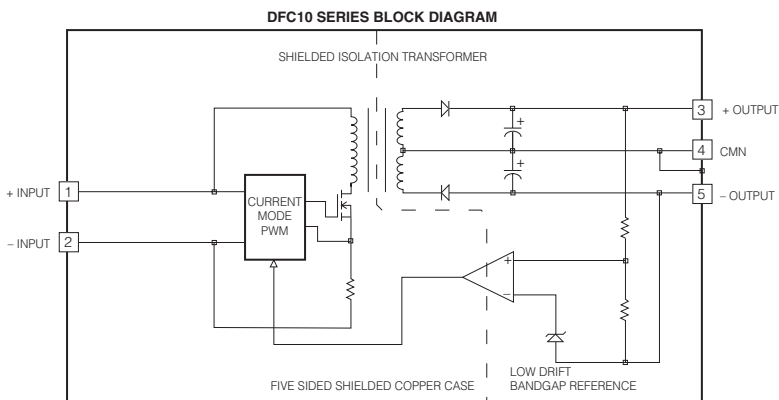 DFC10 SERIES BLOCK DIAGRAM
SHIELDED ISOLATION TRANSFORMER
3 + OUTPUT
+
4 CMN
+
+ INPUT 1
5 – OUTPUT
CURRENT
MODE
PWM
– INPUT 2
+
–
LOW DRIFT
FIVE SIDED SHIELDED COPPER CASE
BANDGAP REFERENCE